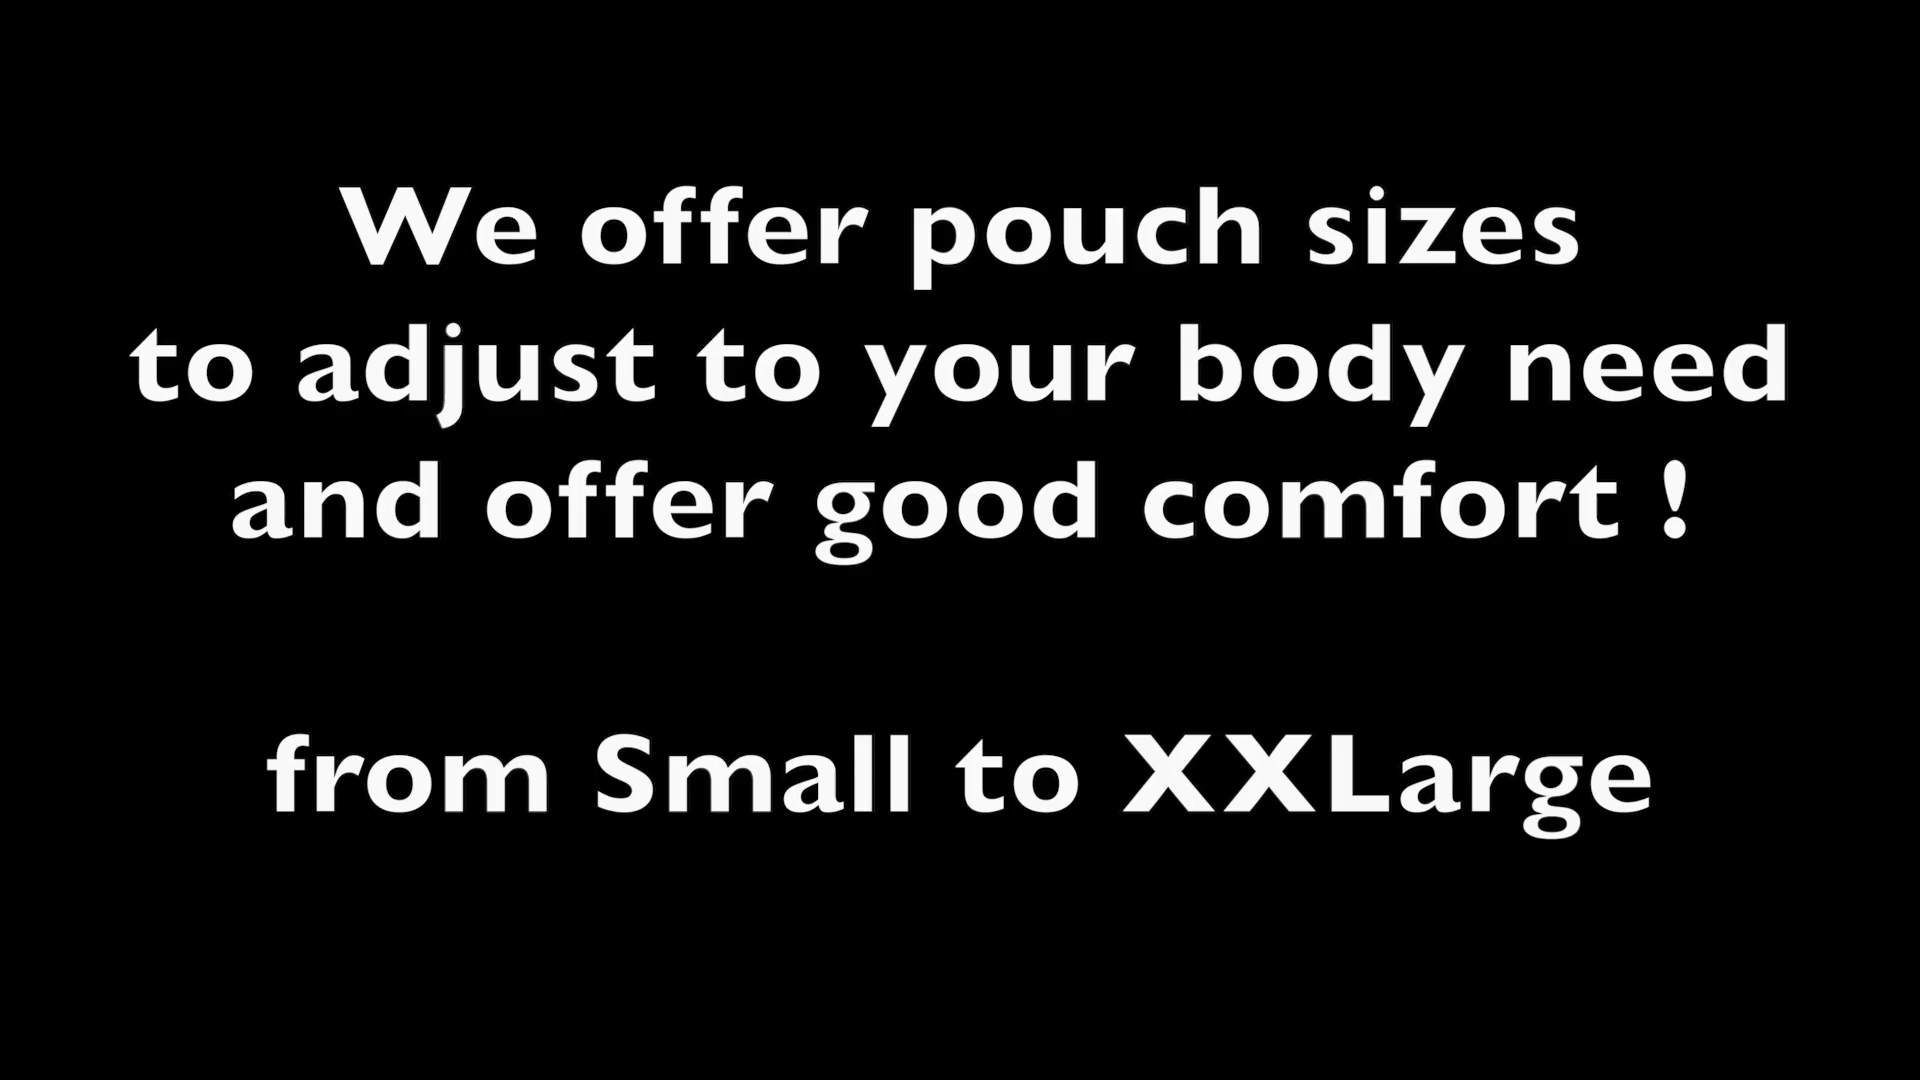 We offer pouch sizes
to adjust to your body need
and offer good comfort !
from Small to XXLarge